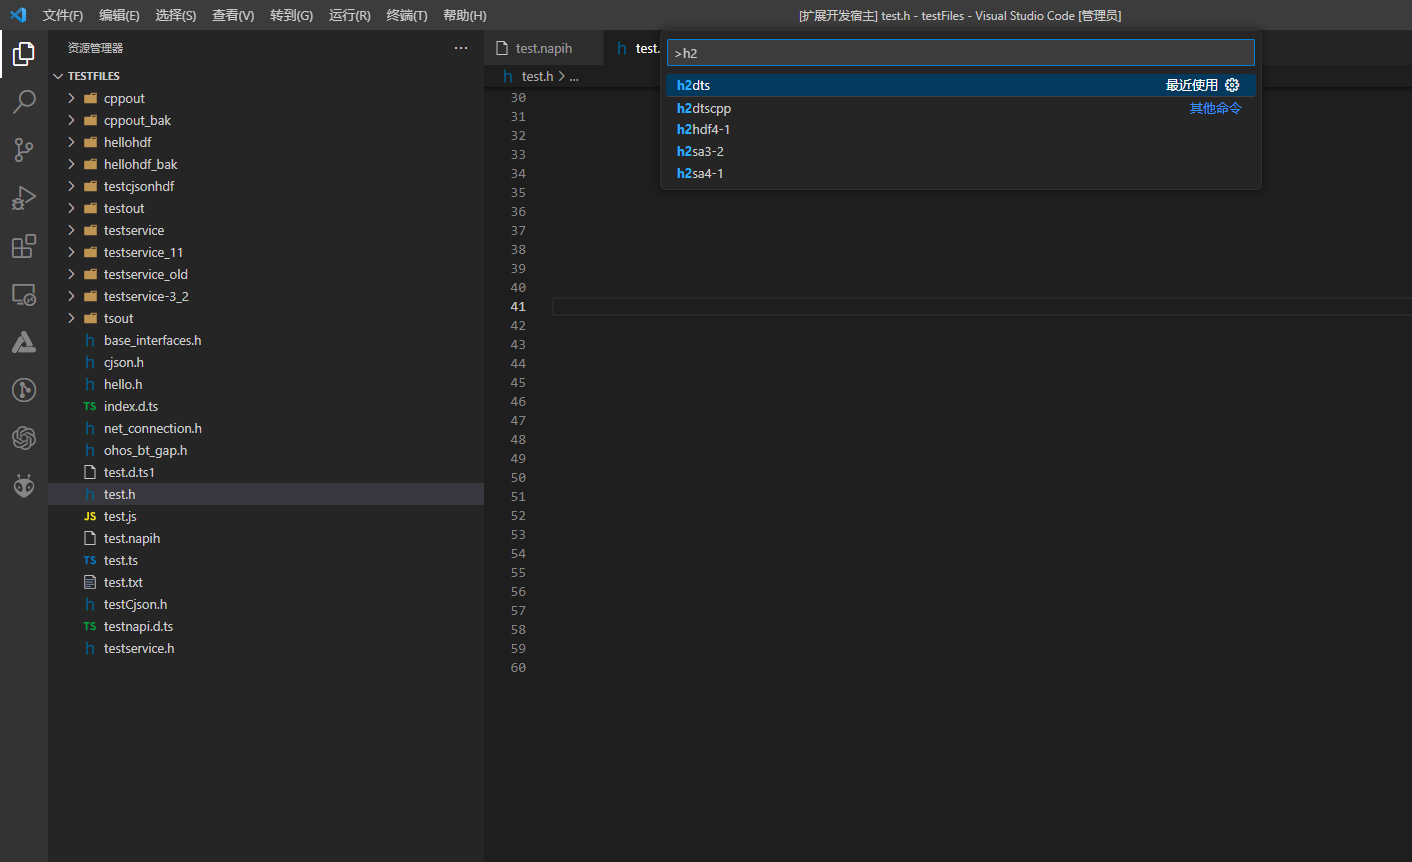 文件(F) 编辑(E) 选择(S) 查看(V) 转到(G) 运行(R) 终端(T) 帮助(H)
[扩展开发宿主] test.h - testFiles - Visual Studio Code [管理员]
资源管理器
TESTFILES
cppout
cppout_bak
hellohdf
hellohdf_bak
testcjsonhdf
testout
testservice
testservice_11
testservice_old
testservice-3_2
tsout
h base_interfaces.h
h cjson.h
h hello.h
TS index.d.ts
h net_connection.h
h ohos_bt_gap.h
test.d.ts1
h test.h
JS test.js
test.napih
TS test.ts
test.txt
h testCjson.h
TS testnapi.d.ts
h testservice.h
test.napih
h test.
h test.h > ...
>h2
h2dts 最近使用
h2dtscpp 其他命令
h2hdf4-1
h2sa3-2
h2sa4-1
30
31
32
33
34
35
36
37
38
39
40
41
42
43
44
45
46
47
48
49
50
51
52
53
54
55
56
57
58
59
60